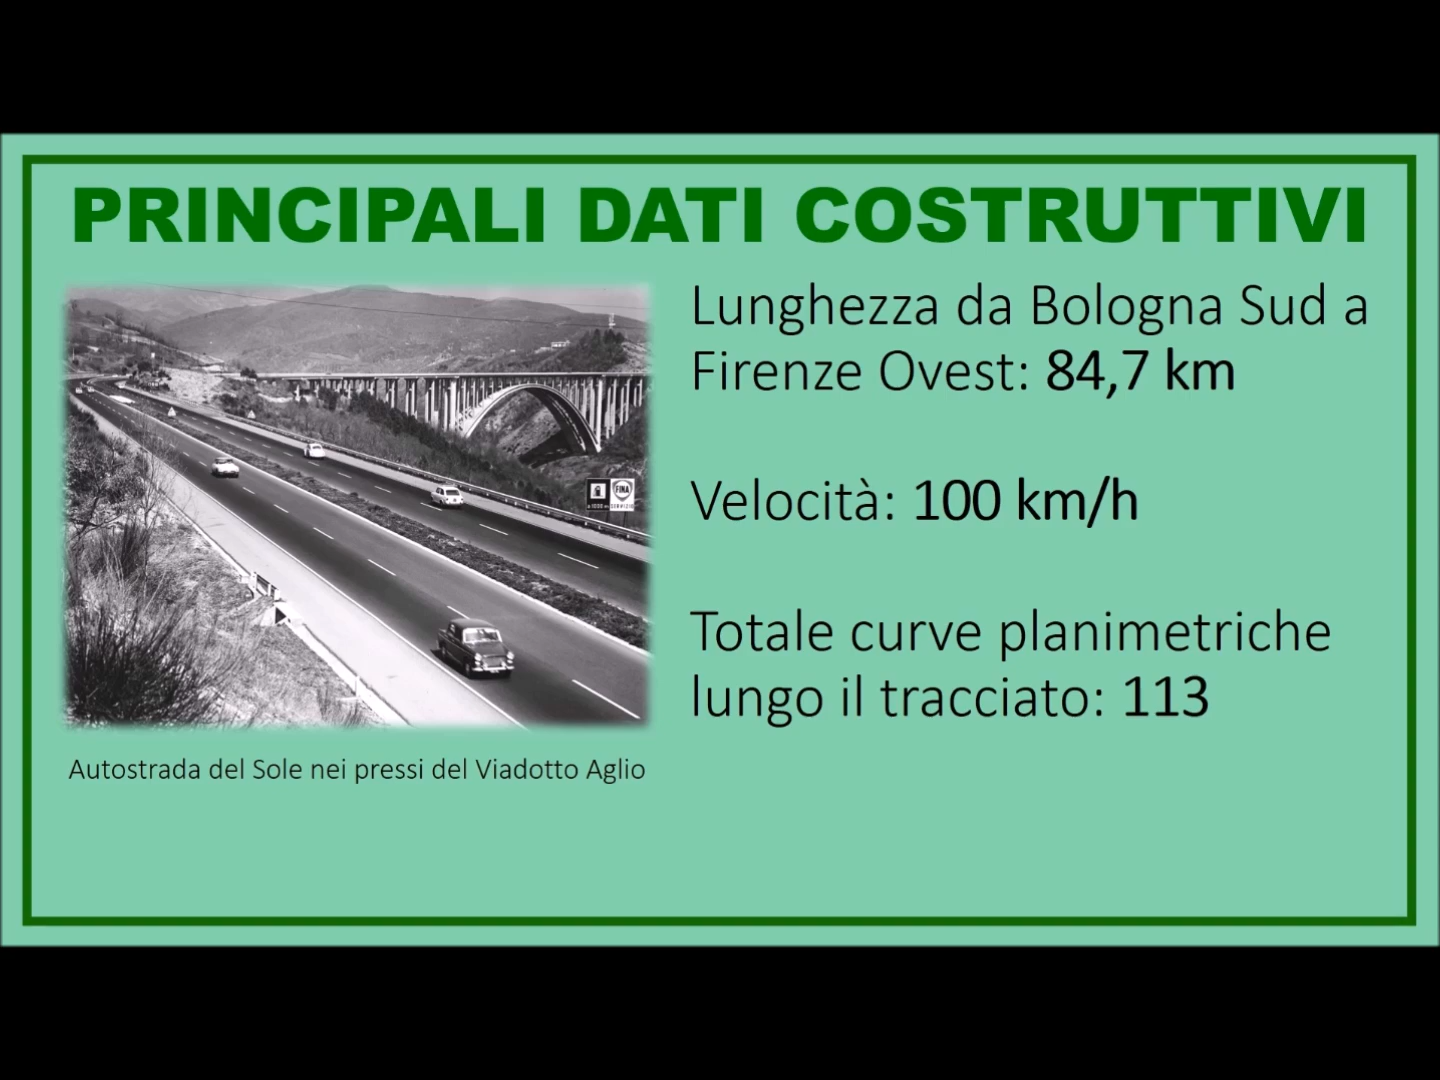 PRINCIPALI DATI COSTRUTTIVI
Lunghezza da Bologna Sud a
Firenze Ovest: 84,7 km
Velocità: 100 km/h
Totale curve planimetriche
lungo il tracciato: 113
FINA
SERVIZIO
Autostrada del Sole nei pressi del Viadotto Aglio